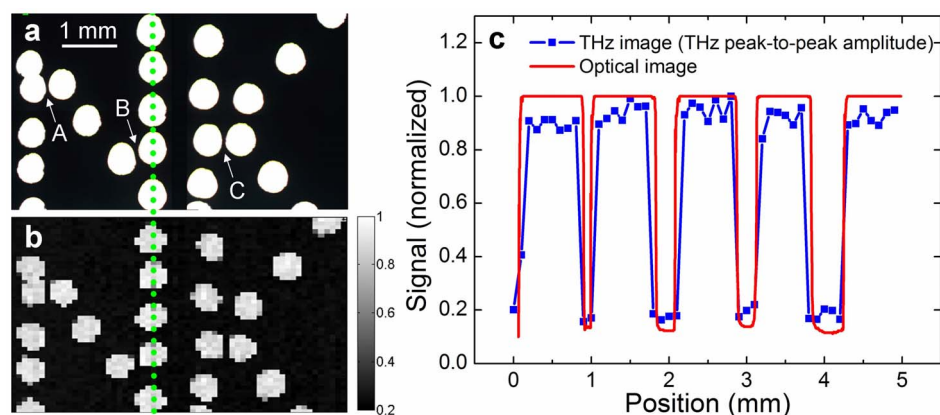 a
1 mm
A
B
C
b
1
0.8
0.6
0.4
0.2
c
THz image (THz peak-to-peak amplitude)
Optical image
Signal (normalized)
1.2
1.0
0.8
0.6
0.4
0.2
0.0
0 1 2 3 4 5
Position (mm)